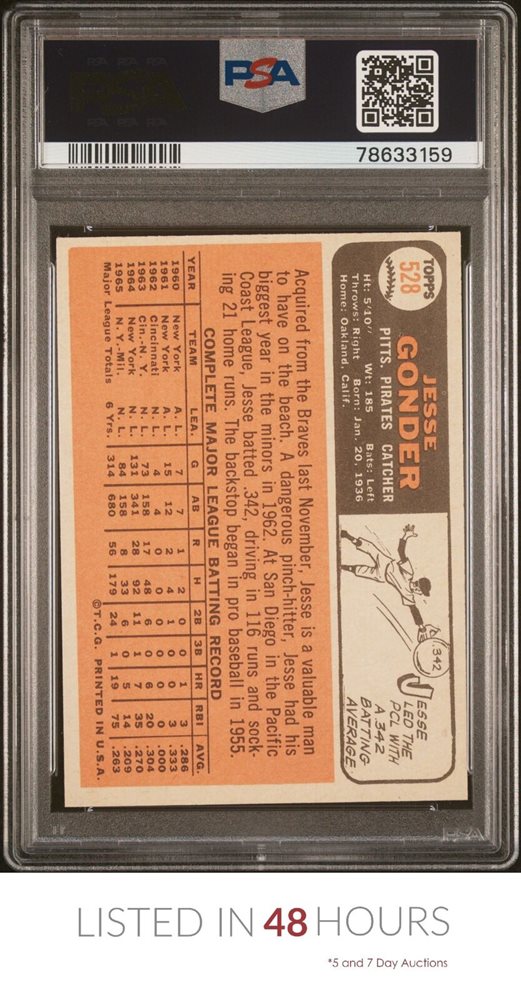 PSA
78633159
TOPPS
528
JESSE
GONDER
PITTS. PIRATES CATCHER
Ht: 5'10" Wt: 185 Bats: Left
Throws: Right Born: Jan. 20, 1936
Home: Oakland, Calif.
342
JESSE
LED THE
PCL WITH
A 342
BATTING
AVERAGE.
Acquired from the Braves last November, Jesse is a valuable man
to have on the beach. A dangerous pinch-hitter, Jesse had his
biggest year in the minors in 1962. At San Diego in the Pacific
Coast League, Jesse batted .342, driving in 116 runs and sock-
ing 21 home runs. The backstop began in pro baseball in 1955.
COMPLETE MAJOR LEAGUE BATTING RECORD
YEAR TEAM LEA. G AB R H 2B 3B HR RBI AVG.
1960 New York A. L. 7 7 1 2 0 0 1 3 .286
1961 New York A. L. 15 12 2 4 1 0 0 3 .333
1962 Cincinnati N. L. 4 4 0 0 0 0 0 0 .000
1963 Cin.-N. Y. N. L. 73 158 17 48 6 0 6 20 .304
1964 New York N. L. 131 341 28 92 11 1 7 35 .270
1965 N. Y.-Mil. N. L. 84 158 8 33 6 0 5 14 .209
Major League Totals 6 Yrs. 314 680 56 179 24 1 19 75 .263
©T.C.G. PRINTED IN U.S.A.
PSA
LISTED IN 48 HOURS
*5 and 7 Day Auctions